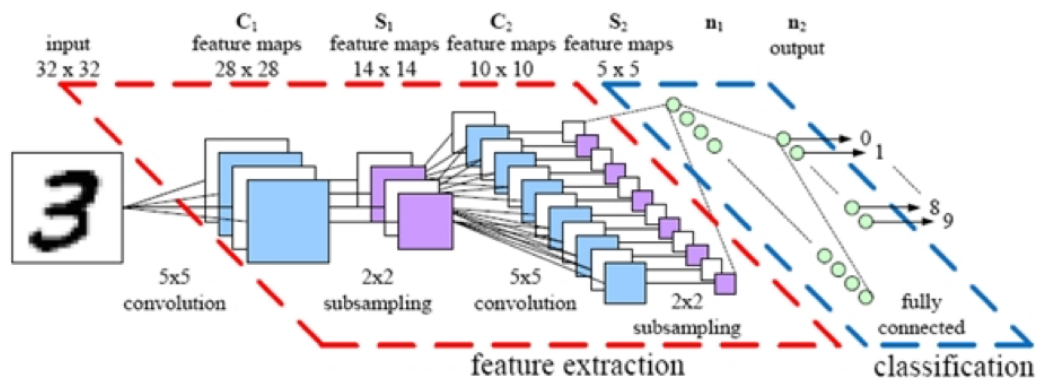 input
32 x 32
C₁
feature maps
28 x 28
S₁
feature maps
14 x 14
C₂
feature maps
10 x 10
S₂
feature maps
5 x 5
n₁
n₂
output
3
0
1
8
9
5x5
convolution
2x2
subsampling
5x5
convolution
2x2
subsampling
fully
connected
feature extraction
classification